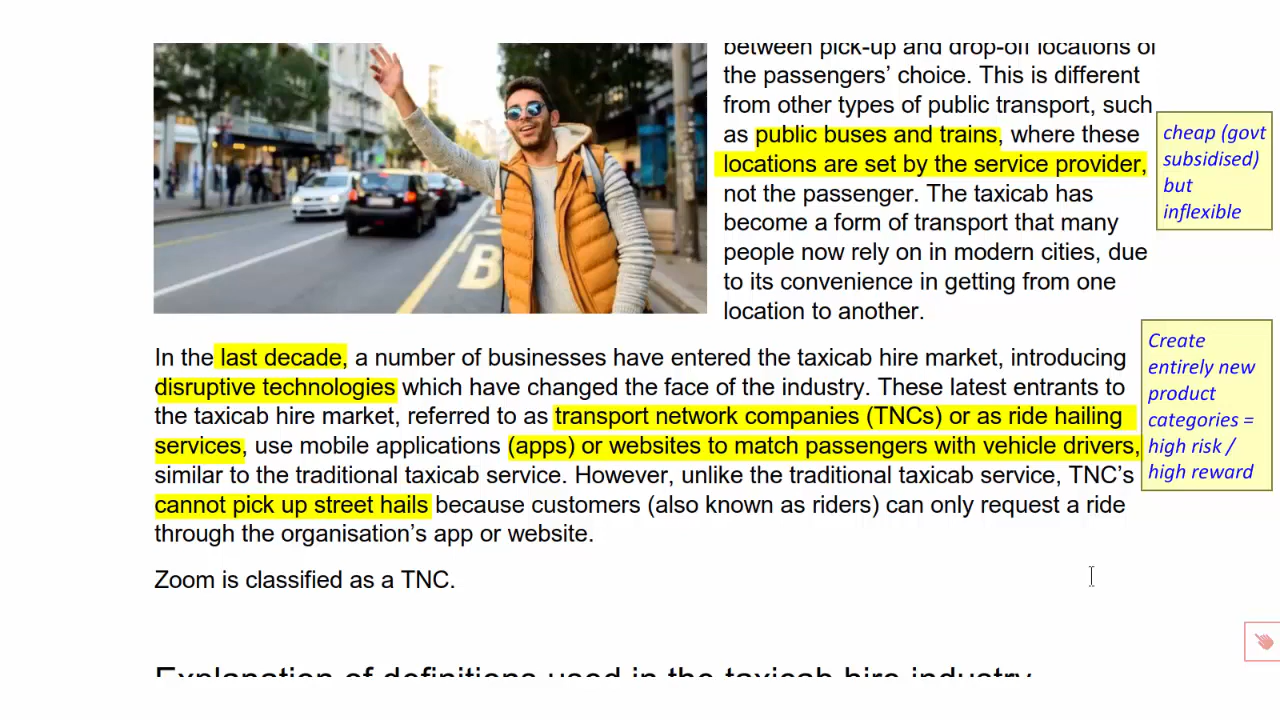 between pick-up and drop-off locations of
the passengers’ choice. This is different
from other types of public transport, such
as public buses and trains, where these
locations are set by the service provider,
not the passenger. The taxicab has
become a form of transport that many
people now rely on in modern cities, due
to its convenience in getting from one
location to another.
cheap (govt
subsidised)
but
inflexible
In the last decade, a number of businesses have entered the taxicab hire market, introducing
disruptive technologies which have changed the face of the industry. These latest entrants to
the taxicab hire market, referred to as transport network companies (TNCs) or as ride hailing
services, use mobile applications (apps) or websites to match passengers with vehicle drivers,
similar to the traditional taxicab service. However, unlike the traditional taxicab service, TNC’s
cannot pick up street hails because customers (also known as riders) can only request a ride
through the organisation’s app or website.
Create
entirely new
product
categories =
high risk /
high reward
Zoom is classified as a TNC.
Explanation of definitions used in the taxicab hire industry